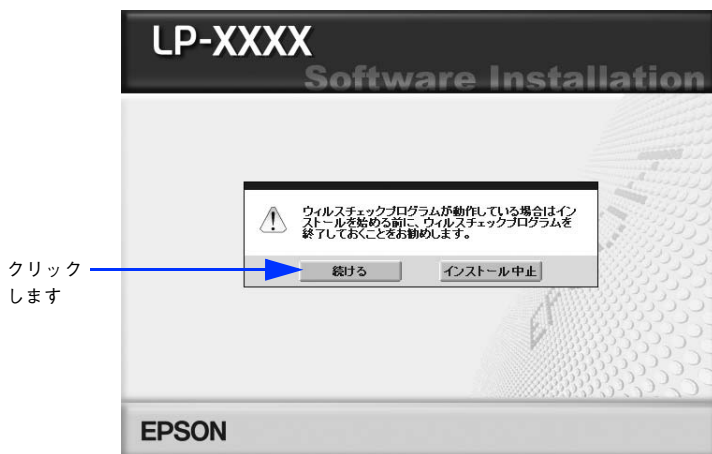 LP-XXXX
Software Installation
ウィルスチェックプログラムが動作している場合はイン
ストールを始める前に、ウィルスチェックプログラムを
終了しておくことをお勧めします。
クリック
します
続ける
インストール中止
EPSON